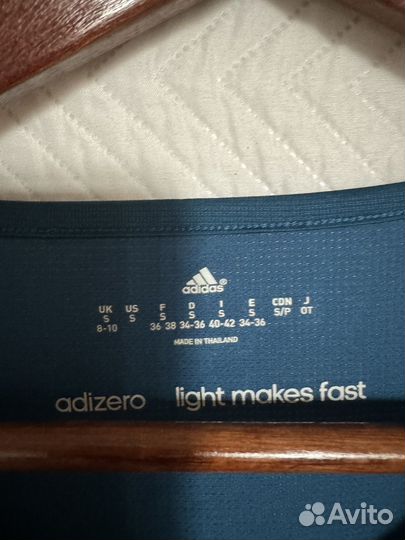 adidas®
UK US F D I E CDN J
S S S S S S S/P OT
8-10 36 38 34-36 40-42 34-36
MADE IN THAILAND
adizero light makes fast
Avito